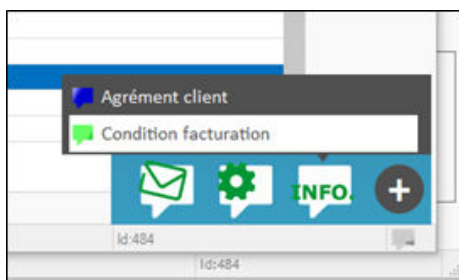 Agrément client
Condition facturation
INFO.
Id:484
Id:484